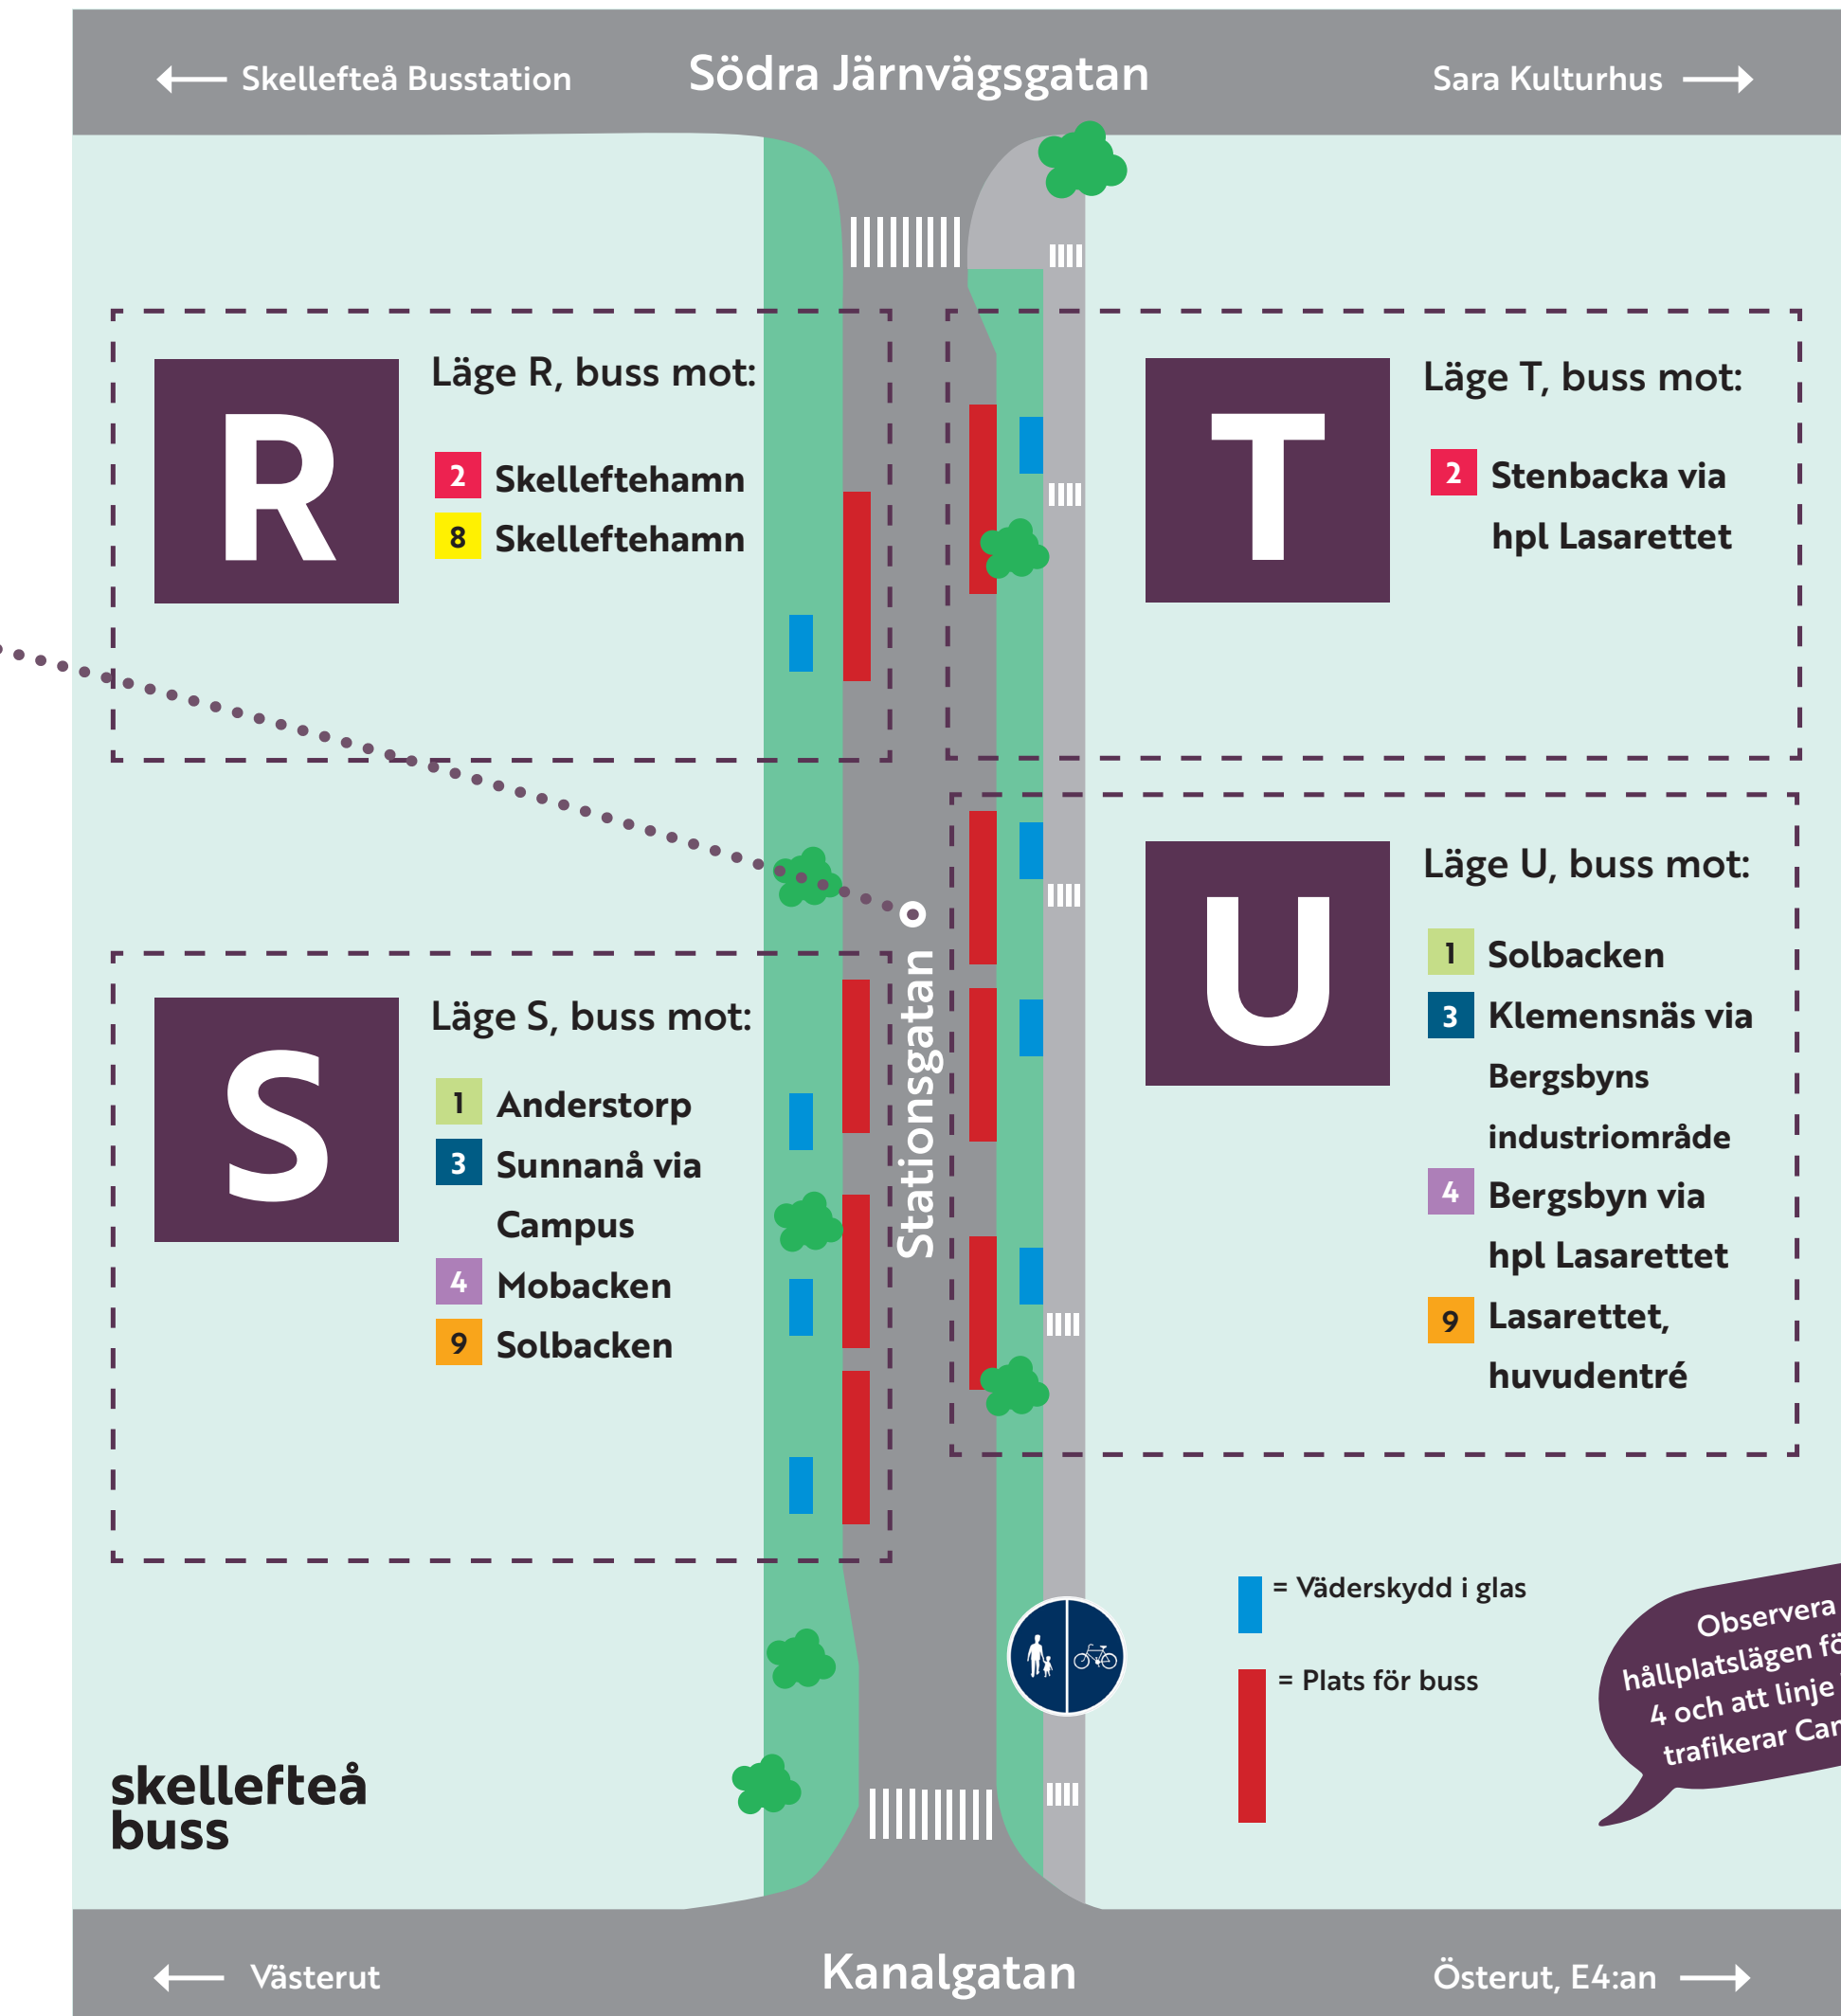 Skellefteå Busstation
Södra Järnvägsgatan
Sara Kulturhus
R
Läge R, buss mot:
2 Skelleftehamn
8 Skelleftehamn
T
Läge T, buss mot:
2 Stenbacka via
hpl Lasarettet
S
Läge S, buss mot:
1 Anderstorp
3 Sunnanå via
Campus
4 Mobacken
9 Solbacken
Stationsgatan
U
Läge U, buss mot:
1 Solbacken
3 Klemensnäs via
Bergsbyns
industriområde
4 Bergsbyn via
hpl Lasarettet
9 Lasarettet,
huvudentré
= Väderskydd i glas
= Plats för buss
Observera
hållplatslägen
4 och att linje
trafikerar
skellefteå
buss
Västerut
Kanalgatan
Österut, E4:an